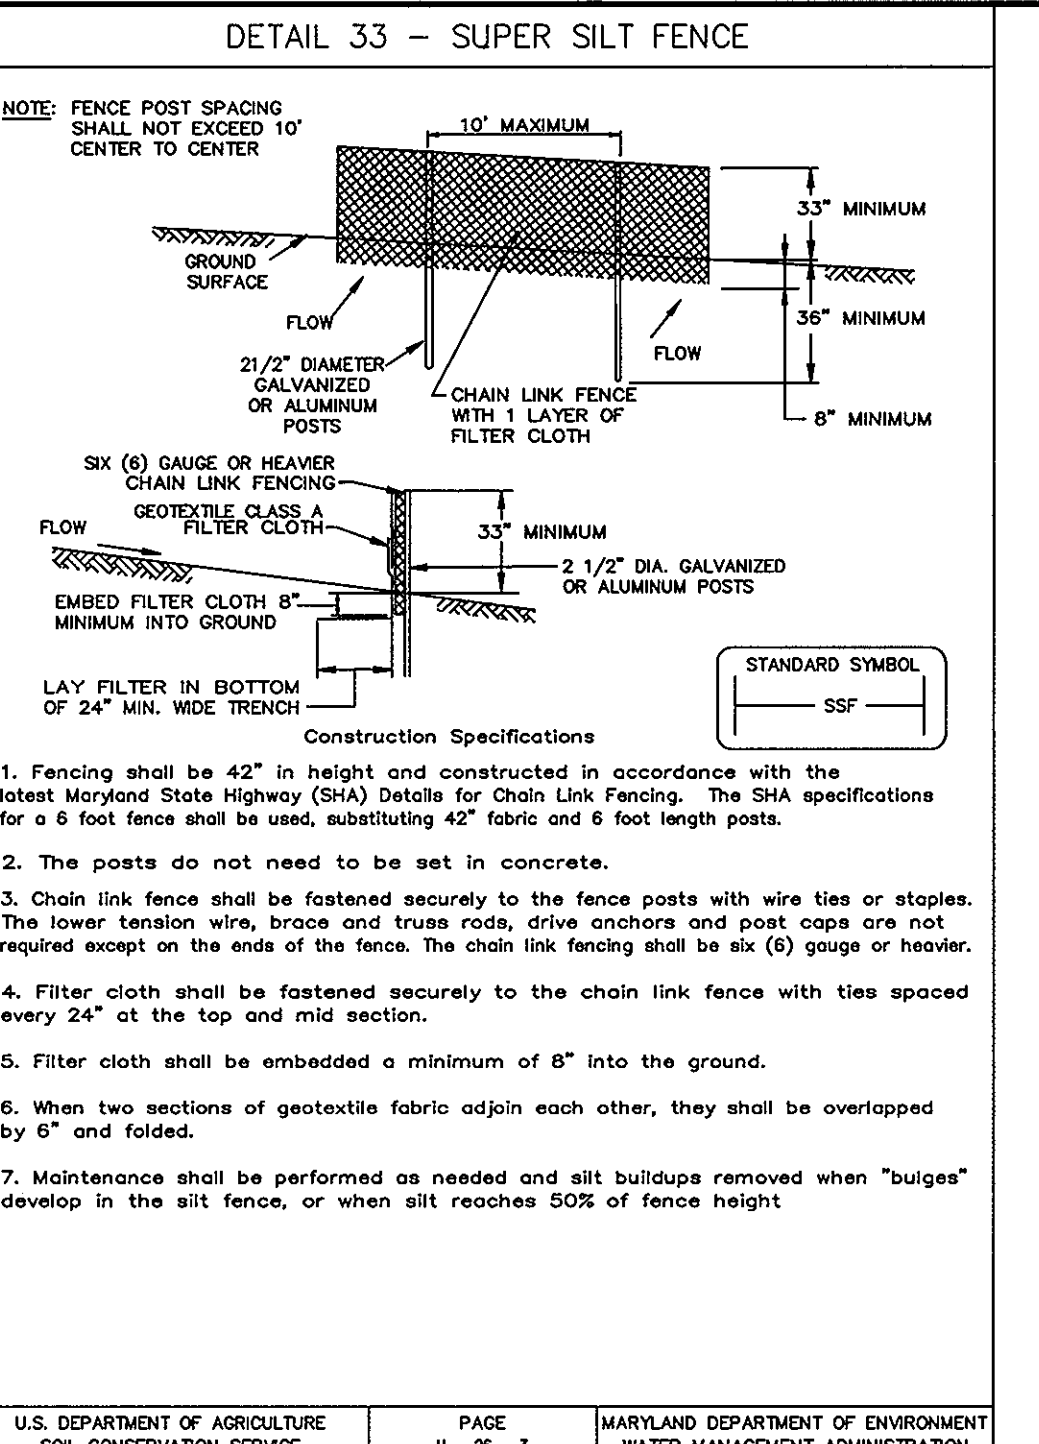 DETAIL 33 – SUPER SILT FENCE
NOTE: FENCE POST SPACING
SHALL NOT EXCEED 10'
CENTER TO CENTER
10' MAXIMUM
33" MINIMUM
GROUND
SURFACE
FLOW
36" MINIMUM
FLOW
21/2" DIAMETER
GALVANIZED
OR ALUMINUM
POSTS
CHAIN LINK FENCE
WITH 1 LAYER OF
FILTER CLOTH
8" MINIMUM
SIX (6) GAUGE OR HEAVIER
CHAIN LINK FENCING
GEOTEXTILE CLASS A
FILTER CLOTH
FLOW
33" MINIMUM
2 1/2" DIA. GALVANIZED
OR ALUMINUM POSTS
EMBED FILTER CLOTH 8"
MINIMUM INTO GROUND
STANDARD SYMBOL
SSF
LAY FILTER IN BOTTOM
OF 24" MIN. WIDE TRENCH
Construction Specifications
1. Fencing shall be 42" in height and constructed in accordance with the
latest Maryland State Highway (SHA) Details for Chain Link Fencing. The SHA specifications
for a 6 foot fence shall be used, substituting 42" fabric and 6 foot length posts.
2. The posts do not need to be set in concrete.
3. Chain link fence shall be fastened securely to the fence posts with wire ties or staples.
The lower tension wire, brace and truss rods, drive anchors and post caps are not
required except on the ends of the fence. The chain link fencing shall be six (6) gauge or heavier.
4. Filter cloth shall be fastened securely to the chain link fence with ties spaced
every 24" at the top and mid section.
5. Filter cloth shall be embedded a minimum of 8" into the ground.
6. When two sections of geotextile fabric adjoin each other, they shall be overlapped
by 6" and folded.
7. Maintenance shall be performed as needed and silt buildups removed when "bulges"
develop in the silt fence, or when silt reaches 50% of fence height
U.S. DEPARTMENT OF AGRICULTURE
SOIL CONSERVATION SERVICE
PAGE
MARYLAND DEPARTMENT OF ENVIRONMENT
WATER MANAGEMENT ADMINISTRATION